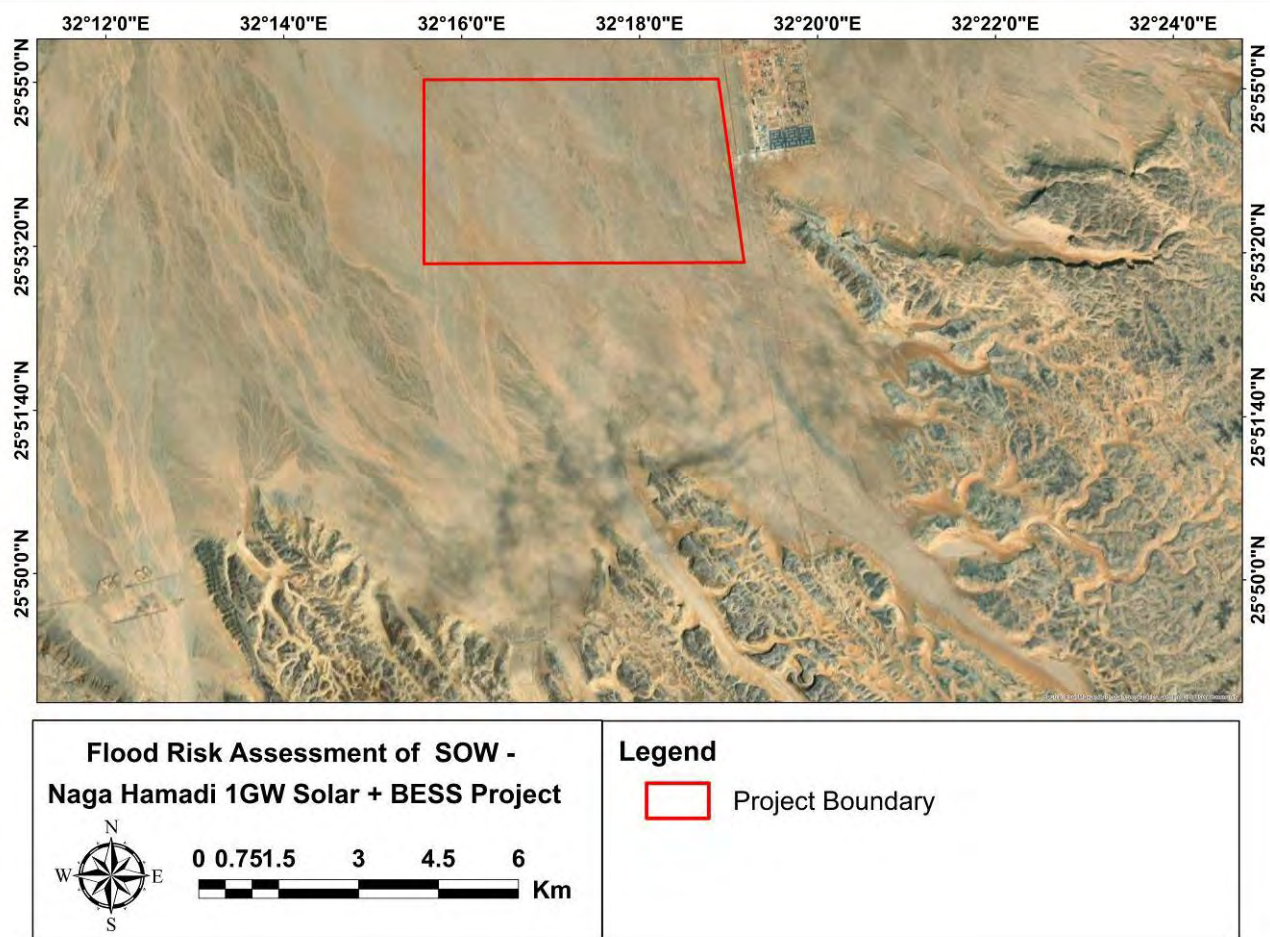 32°12'0"E 32°14'0"E 32°16'0"E 32°18'0"E 32°20'0"E 32°22'0"E 32°24'0"E
25°55'0"N 25°55'0"N
25°53'20"N 25°53'20"N
25°51'40"N 25°51'40"N
25°50'0"N 25°50'0"N
Flood Risk Assessment of SOW -
Naga Hamadi 1GW Solar + BESS Project
N
W E
S
0 0.75 1.5 3 4.5 6
Km
Legend
Project Boundary